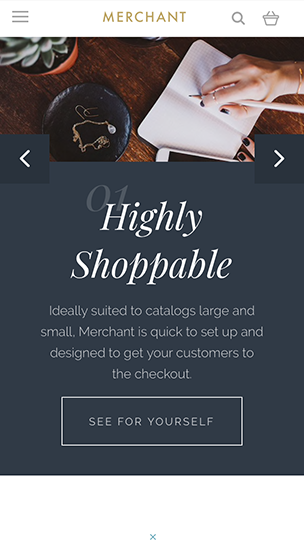 MERCHANT
01
Highly
Shoppable
Ideally suited to catalogs large and
small, Merchant is quick to set up and
designed to get your customers to
the checkout.
SEE FOR YOURSELF